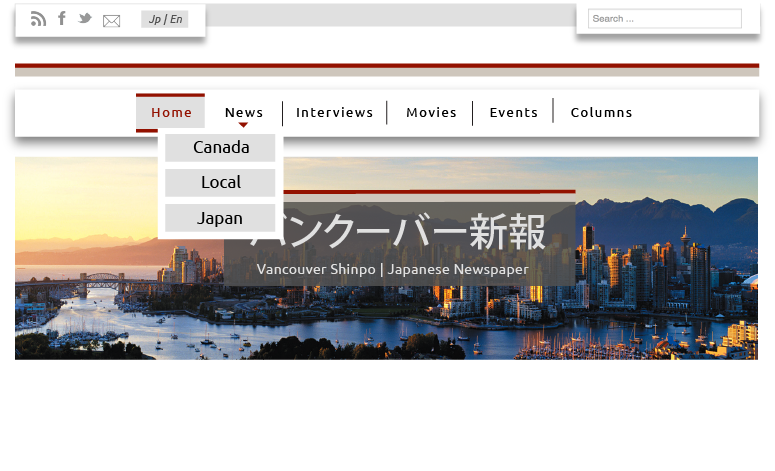 Jp | En
Search ...
Home
News
Interviews
Movies
Events
Columns
Canada
Local
Japan
バンクーバー新報
Vancouver Shinpo | Japanese Newspaper